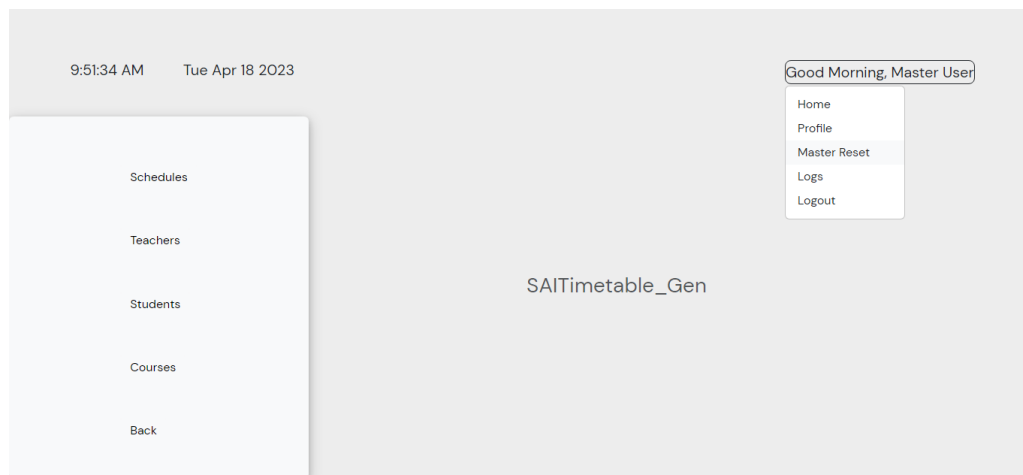 9:51:34 AM Tue Apr 18 2023
Good Morning, Master User
Home
Profile
Master Reset
Logs
Logout
Schedules
Teachers
Students
Courses
Back
SAITimetable_Gen